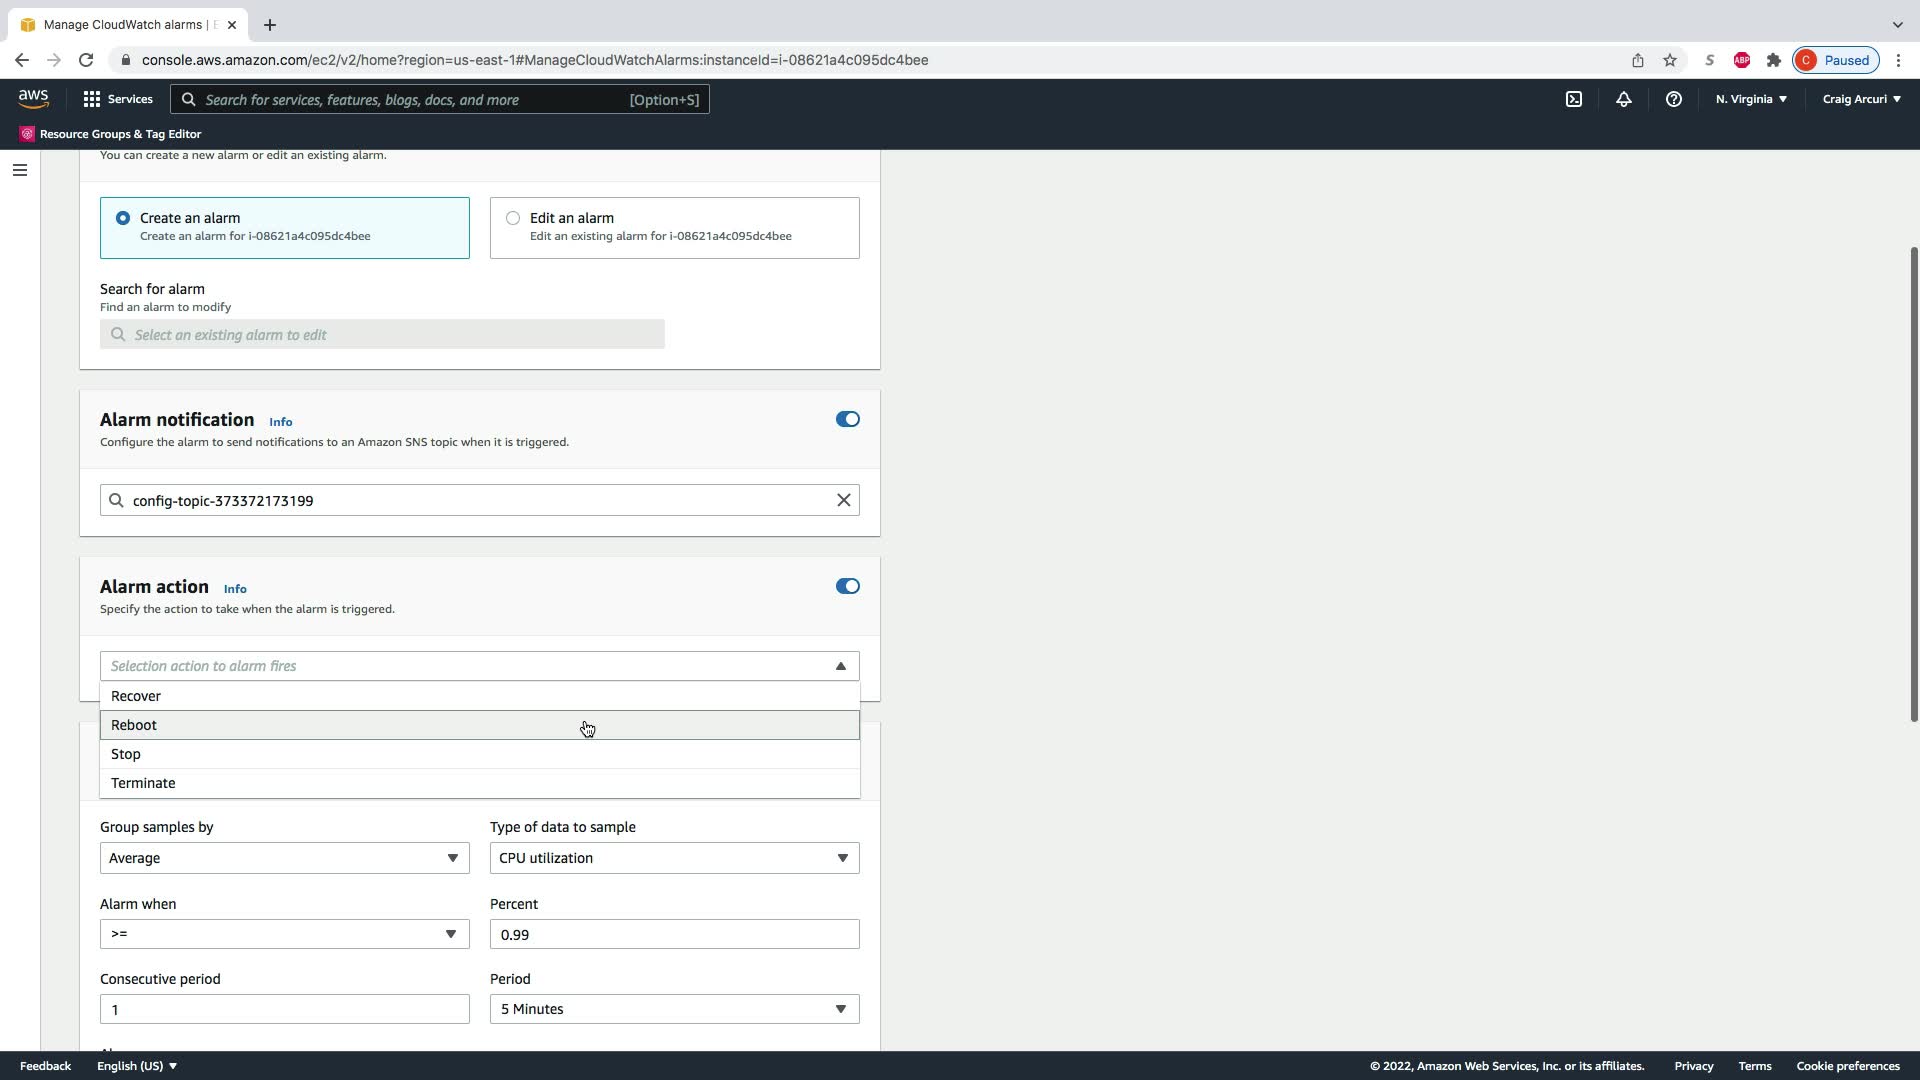 Manage CloudWatch alarms | E
console.aws.amazon.com/ec2/v2/home?region=us-east-1#ManageCloudWatchAlarms:instanceId=i-08621a4c095dc4bee
S
ABP
C
Paused
aws
Services
Search for services, features, blogs, docs, and more
[Option+S]
N. Virginia
Craig Arcuri
Resource Groups & Tag Editor
You can create a new alarm or edit an existing alarm.
Create an alarm
Create an alarm for i-08621a4c095dc4bee
Edit an alarm
Edit an existing alarm for i-08621a4c095dc4bee
Search for alarm
Find an alarm to modify
Select an existing alarm to edit
Alarm notification Info
Configure the alarm to send notifications to an Amazon SNS topic when it is triggered.
config-topic-373372173199
Alarm action Info
Specify the action to take when the alarm is triggered.
Selection action to alarm fires
Recover
Reboot
Stop
Terminate
Group samples by
Average
Type of data to sample
CPU utilization
Alarm when
>=
Percent
0.99
Consecutive period
1
Period
5 Minutes
Feedback
English (US)
© 2022, Amazon Web Services, Inc. or its affiliates.
Privacy
Terms
Cookie preferences